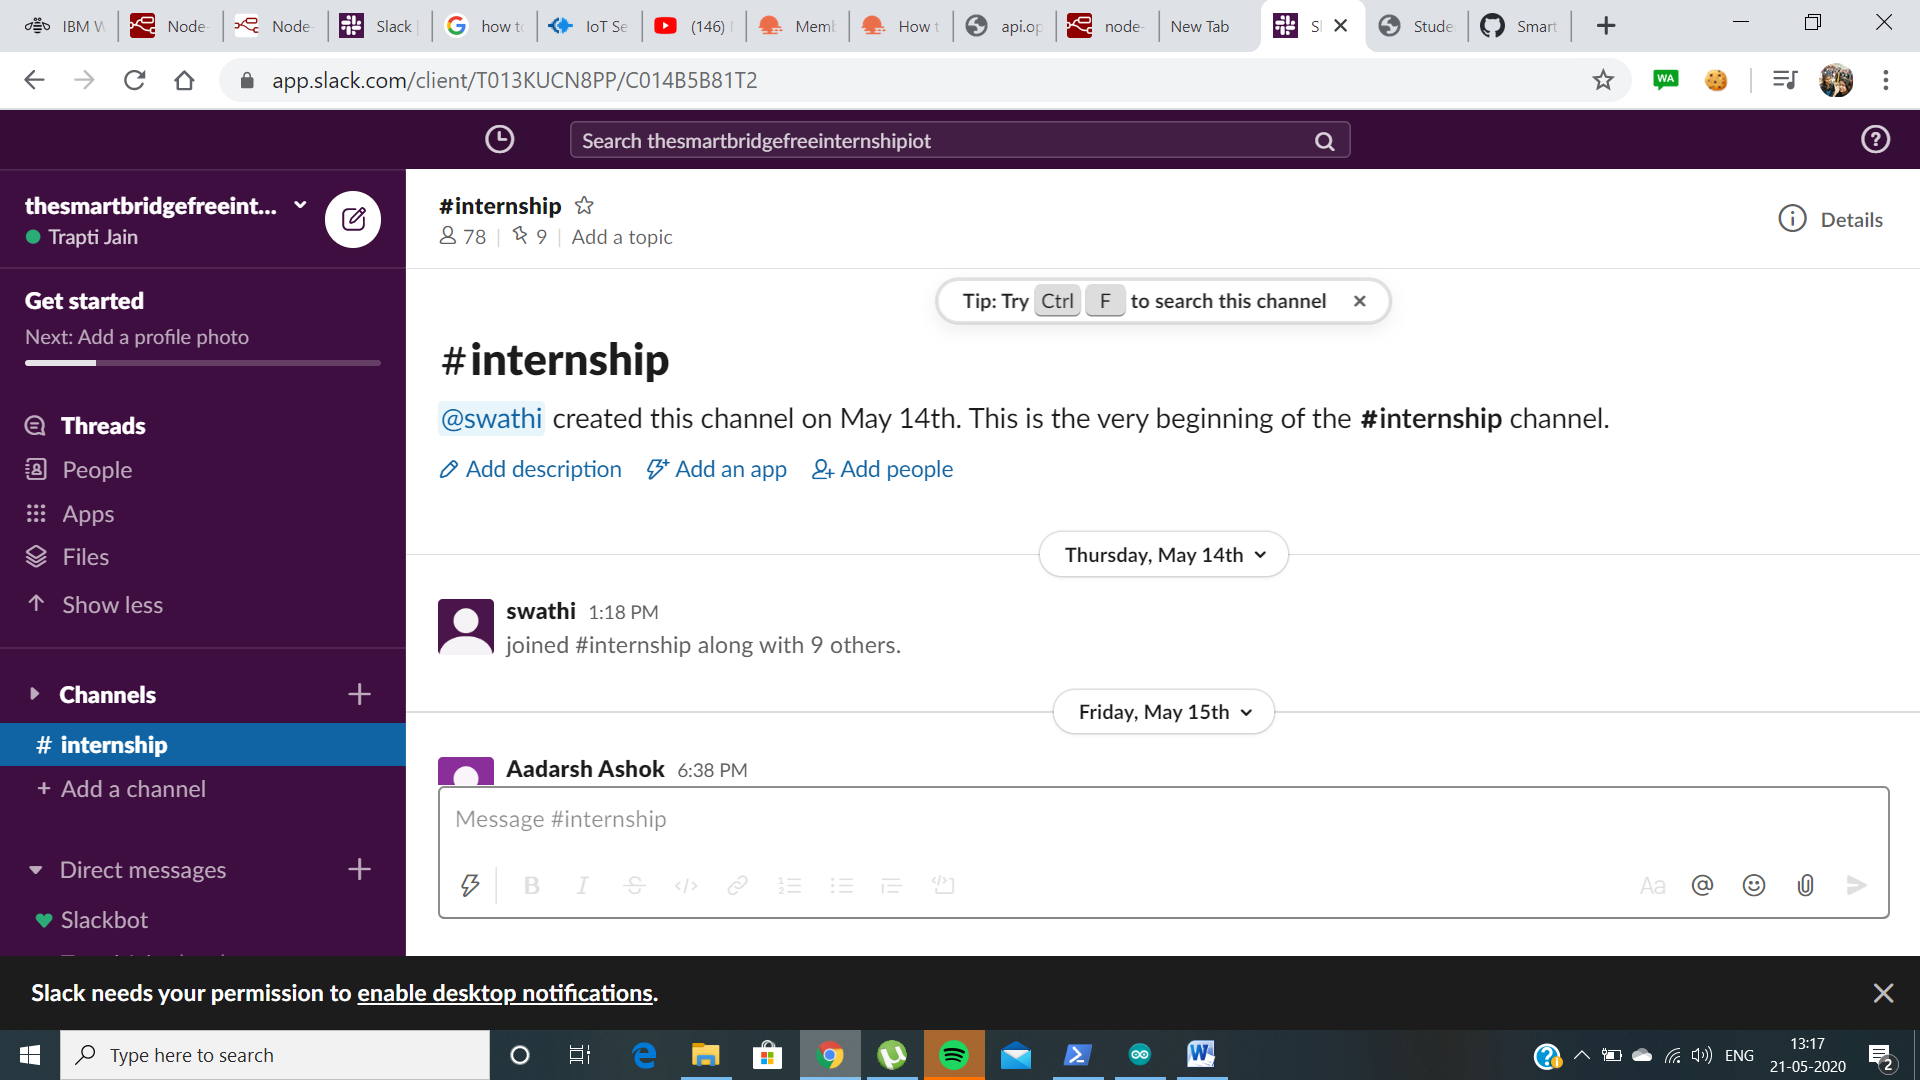 IBM W
Node-
Node-
Slack
how to
IoT Se
(146)
Memb
How t
api.op
node-
New Tab
Sl
Stude
Smart
app.slack.com/client/T013KUCN8PP/C014B5B81T2
WA
Search thesmartbridgefreeinternshipiot
thesmartbridgefreeint...
Trapti Jain
Get started
Next: Add a profile photo
Threads
People
Apps
Files
Show less
Channels
# internship
+ Add a channel
Direct messages
Slackbot
#internship
78 | 9 | Add a topic
Details
Tip: Try Ctrl F to search this channel
#internship
@swathi created this channel on May 14th. This is the very beginning of the #internship channel.
Add description Add an app Add people
Thursday, May 14th
swathi 1:18 PM
joined #internship along with 9 others.
Friday, May 15th
Aadarsh Ashok 6:38 PM
Message #internship
B I S Aa @
Slack needs your permission to enable desktop notifications.
Type here to search
ENG
13:17
21-05-2020
2